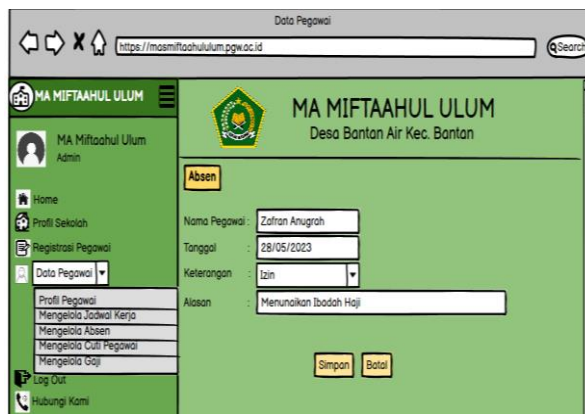 Data Pegawai
https://masmiftaahululum.pgw.ac.id
Search
MA MIFTAAHUL ULUM
MA Miftaahul Ulum
Admin
Home
Profil Sekolah
Registrasi Pegawai
Data Pegawai
Profil Pegawai
Mengelola Jadwal Kerja
Mengelola Absen
Mengelola Cuti Pegawai
Mengelola Gaji
Log Out
Hubungi Kami
MA MIFTAAHUL ULUM
Desa Bantan Air Kec. Bantan
Absen
Nama Pegawai : Zafran Anugrah
Tanggal : 28/05/2023
Keterangan : Izin
Alasan : Menunaikan Ibadah Haji
Simpan Batal